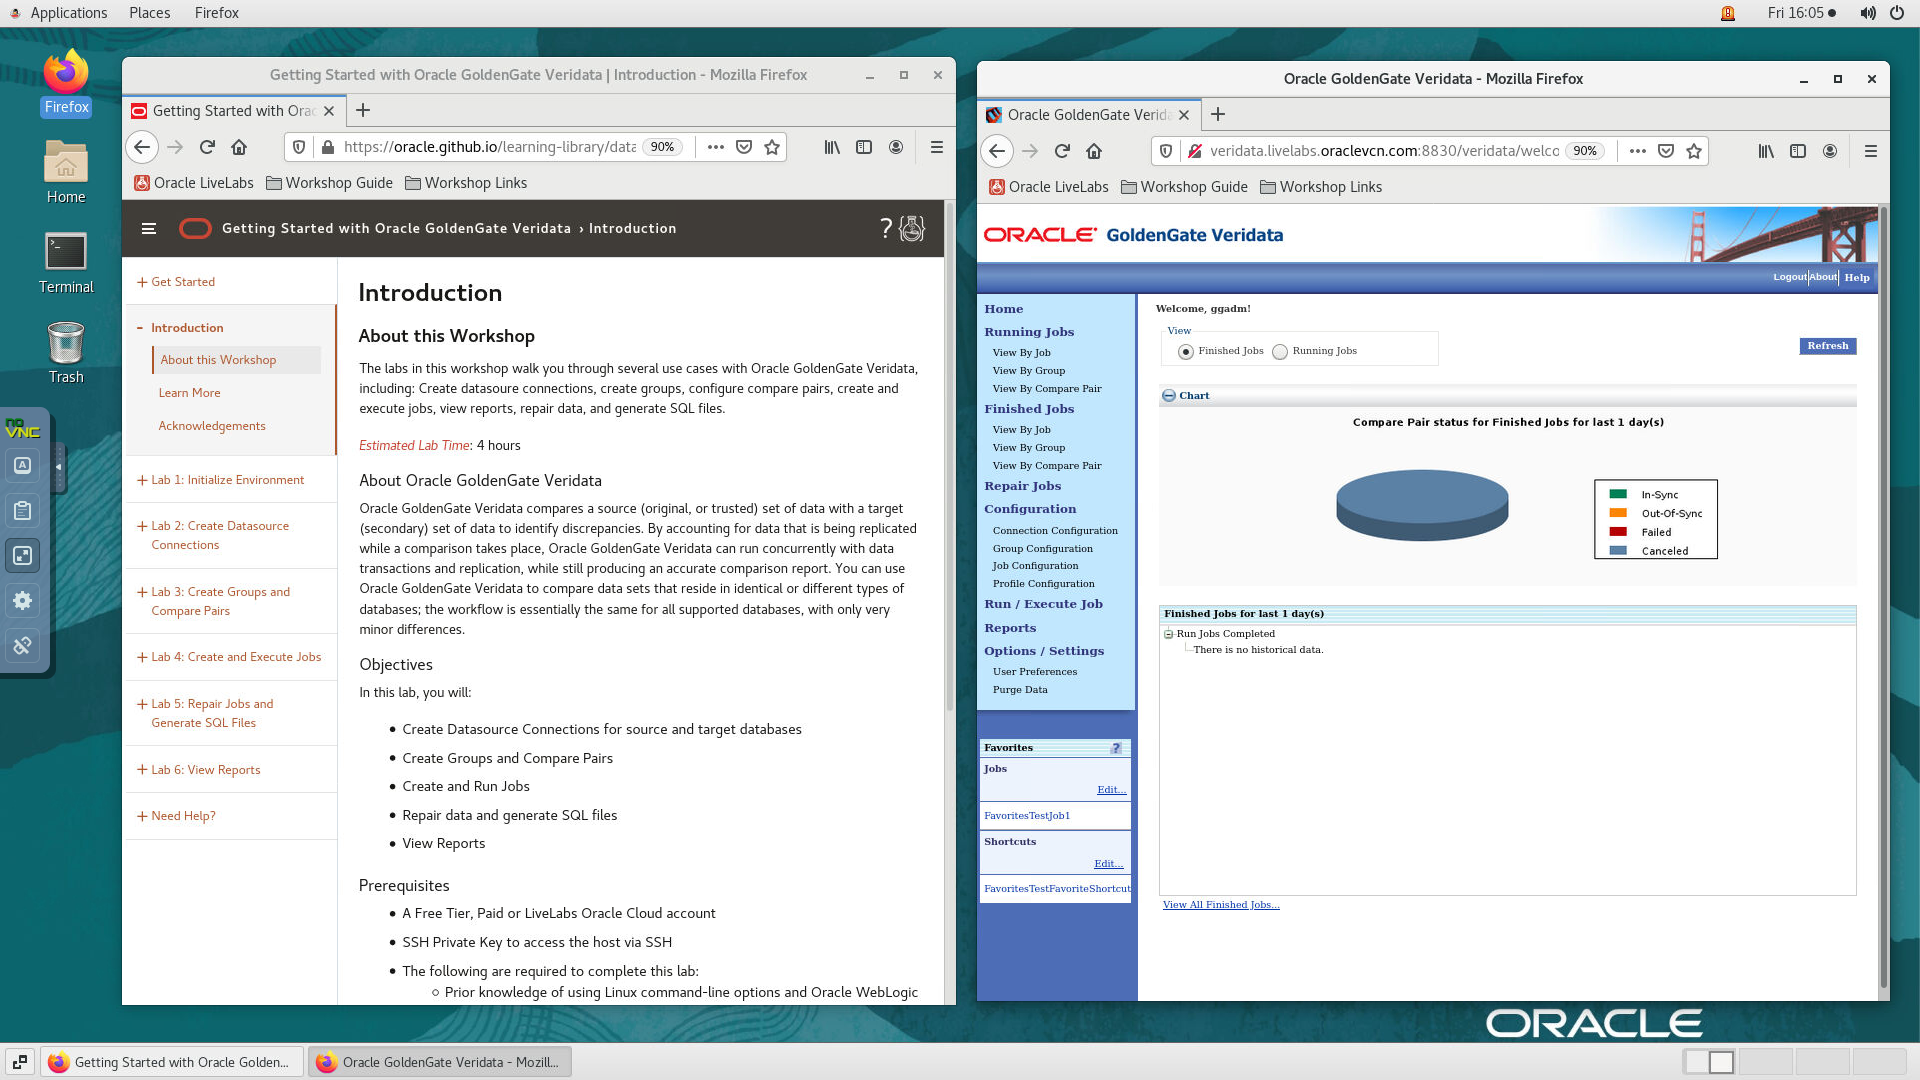 Applications Places Firefox
Fri 16:05
Firefox
Home
Terminal
Trash
noVNC
A
Getting Started with Oracle GoldenGate Veridata | Introduction - Mozilla Firefox
Getting Started with Orac
https://oracle.github.io/learning-library/data 90%
Oracle LiveLabs Workshop Guide Workshop Links
Getting Started with Oracle GoldenGate Veridata › Introduction ?
+ Get Started
- Introduction
About this Workshop
Learn More
Acknowledgements
+ Lab 1: Initialize Environment
+ Lab 2: Create Datasource
Connections
+ Lab 3: Create Groups and
Compare Pairs
+ Lab 4: Create and Execute Jobs
+ Lab 5: Repair Jobs and
Generate SQL Files
+ Lab 6: View Reports
+ Need Help?
Introduction
About this Workshop
The labs in this workshop walk you through several use cases with Oracle GoldenGate Veridata,
including: Create datasoure connections, create groups, configure compare pairs, create and
execute jobs, view reports, repair data, and generate SQL files.
Estimated Lab Time: 4 hours
About Oracle GoldenGate Veridata
Oracle GoldenGate Veridata compares a source (original, or trusted) set of data with a target
(secondary) set of data to identify discrepancies. By accounting for data that is being replicated
while a comparison takes place, Oracle GoldenGate Veridata can run concurrently with data
transactions and replication, while still producing an accurate comparison report. You can use
Oracle GoldenGate Veridata to compare data sets that reside in identical or different types of
databases; the workflow is essentially the same for all supported databases, with only very
minor differences.
Objectives
In this lab, you will:
• Create Datasource Connections for source and target databases
• Create Groups and Compare Pairs
• Create and Run Jobs
• Repair data and generate SQL files
• View Reports
Prerequisites
• A Free Tier, Paid or LiveLabs Oracle Cloud account
• SSH Private Key to access the host via SSH
• The following are required to complete this lab:
○ Prior knowledge of using Linux command-line options and Oracle WebLogic
Oracle GoldenGate Veridata - Mozilla Firefox
Oracle GoldenGate Verida
veridata.livelabs.oraclevcn.com:8830/veridata/welco 90%
Oracle LiveLabs Workshop Guide Workshop Links
ORACLE GoldenGate Veridata
Logout About Help
Home
Running Jobs
View By Job
View By Group
View By Compare Pair
Finished Jobs
View By Job
View By Group
View By Compare Pair
Repair Jobs
Configuration
Connection Configuration
Group Configuration
Job Configuration
Profile Configuration
Run / Execute Job
Reports
Options / Settings
User Preferences
Purge Data
Favorites ?
Jobs
Edit...
FavoritesTestJob1
Shortcuts
Edit...
FavoritesTestFavoriteShortcut
Welcome, ggadm!
View
Finished Jobs Running Jobs
Refresh
Chart
Compare Pair status for Finished Jobs for last 1 day(s)
In-Sync
Out-Of-Sync
Failed
Canceled
Finished Jobs for last 1 day(s)
Run Jobs Completed
There is no historical data.
View All Finished Jobs...
ORACLE
Getting Started with Oracle Golden... Oracle GoldenGate Veridata - Mozill...